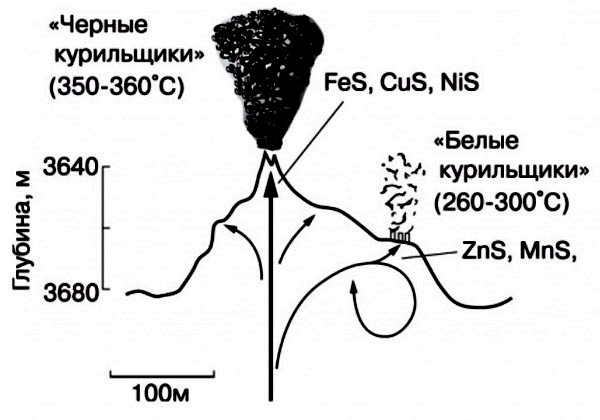 «Черные
курильщики»
(350-360°С)
FeS, CuS, NiS
«Белые
курильщики»
(260-300°С)
ZnS, MnS,
Глубина, м
3640
3680
100м